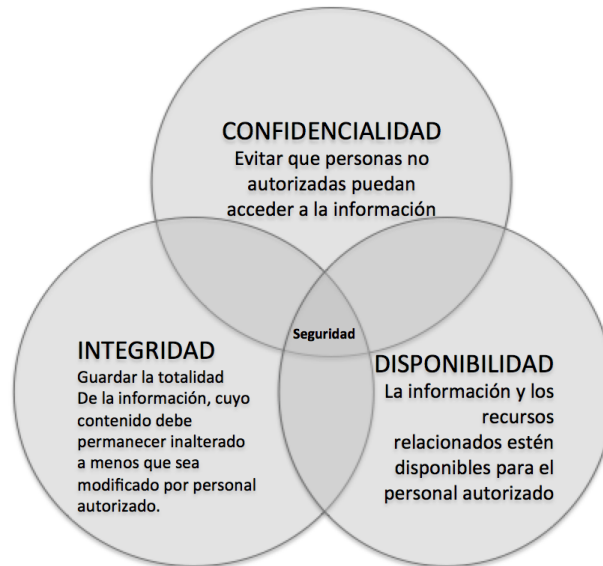 CONFIDENCIALIDAD
Evitar que personas no
autorizadas puedan
acceder a la información
Seguridad
INTEGRIDAD
Guardar la totalidad
De la información, cuyo
contenido debe
permanecer inalterado
a menos que sea
modificado por personal
autorizado.
DISPONIBILIDAD
La información y los
recursos
relacionados estén
disponibles para el
personal autorizado